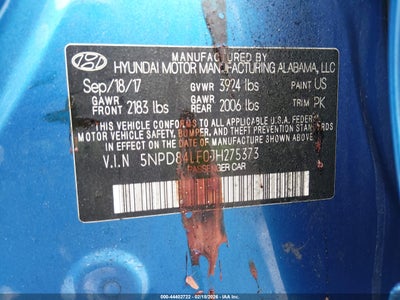 MANUFACTURED BY
HYUNDAI MOTOR MANUFACTURING ALABAMA, LLC
Sep/18/17 GVWR 3924 lbs PAINT US
GAWR FRONT 2183 lbs GAWR REAR 2006 lbs TRIM PK
THIS VEHICLE CONFORMS TO ALL APPLICABLE U.S.A. FEDERAL
MOTOR VEHICLE SAFETY, BUMPER, AND THEFT PREVENTION STANDARDS
IN EFFECT ON THE DATE OF MANUFACTURE SHOWN ABOVE.
V.I.N 5NPD84LF0JH275373
PASSENGER CAR
000-44402722 - 02/18/2026 - IAA Inc.